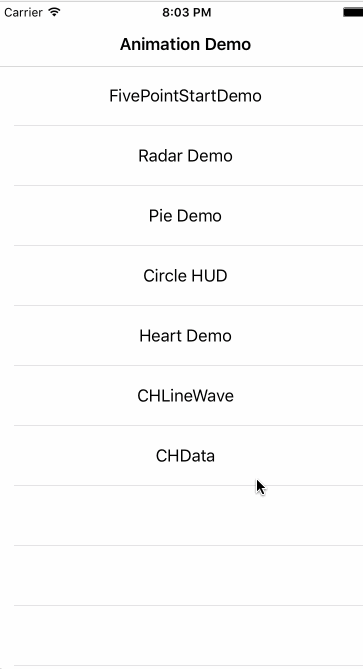 Carrier 8:03 PM
Animation Demo
FivePointStartDemo
Radar Demo
Pie Demo
Circle HUD
Heart Demo
CHLineWave
CHData